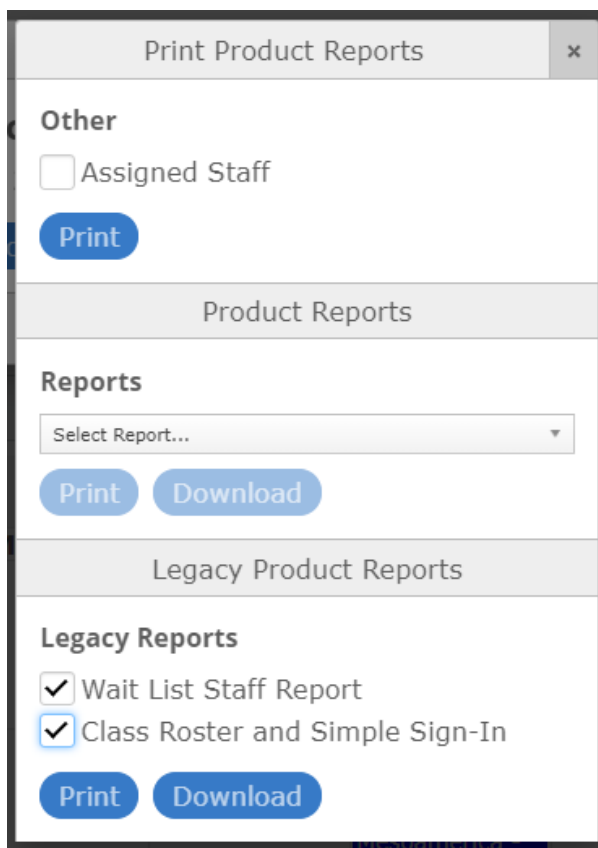 Print Product Reports ×
Other
Assigned Staff
Print
Product Reports
Reports
Select Report...
Print Download
Legacy Product Reports
Legacy Reports
Wait List Staff Report
Class Roster and Simple Sign-In
Print Download